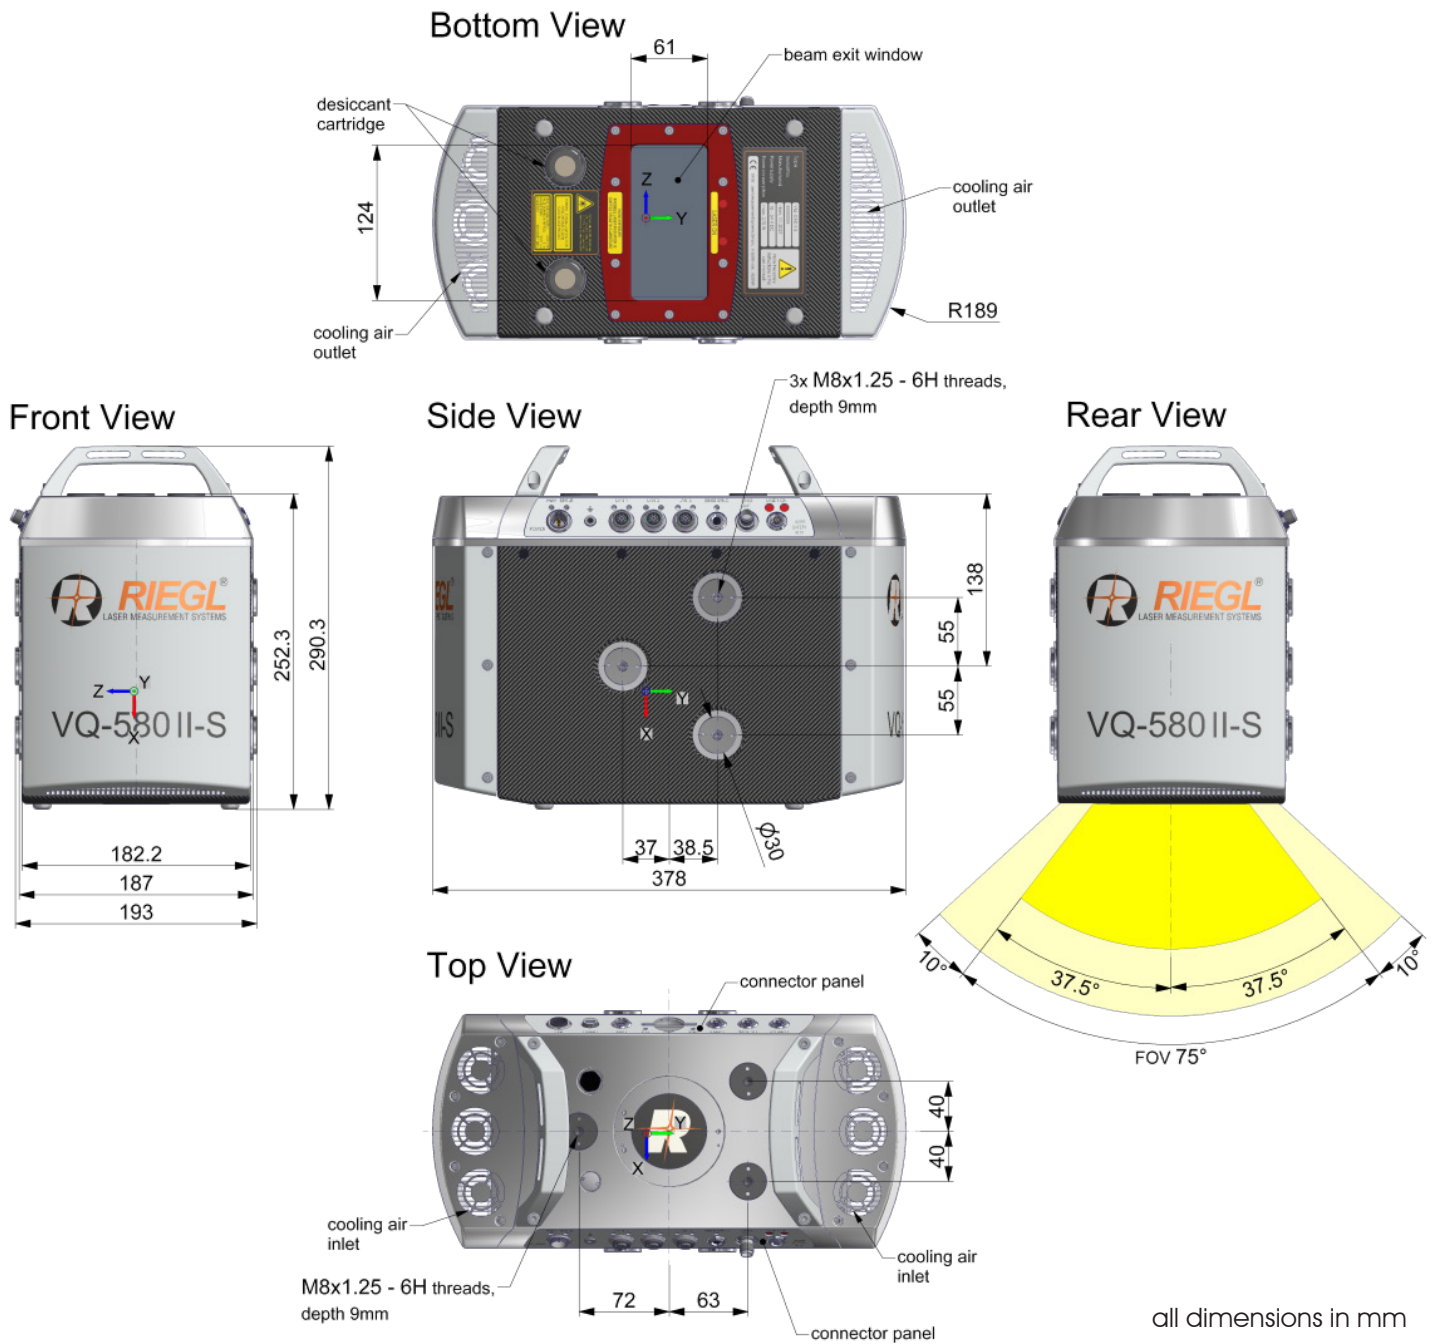 Bottom View
61
beam exit window
desiccant
cartridge
124
Z
Y
cooling air
outlet
cooling air
outlet
R189
3x M8x1.25 - 6H threads,
depth 9mm
Front View
Side View
Rear View
RIEGL®
LASER MEASUREMENT SYSTEMS
Z
Y
X
VQ-580 II-S
252.3
290.3
182.2
187
193
POWER
Y
X
II-S
VQ-
138
55
55
37
38.5
Ø30
378
RIEGL®
LASER MEASUREMENT SYSTEMS
VQ-580 II-S
10°
37.5°
37.5°
10°
FOV 75°
Top View
connector panel
Z
Y
X
40
40
cooling air
inlet
cooling air
inlet
M8x1.25 - 6H threads,
depth 9mm
72
63
connector panel
all dimensions in mm